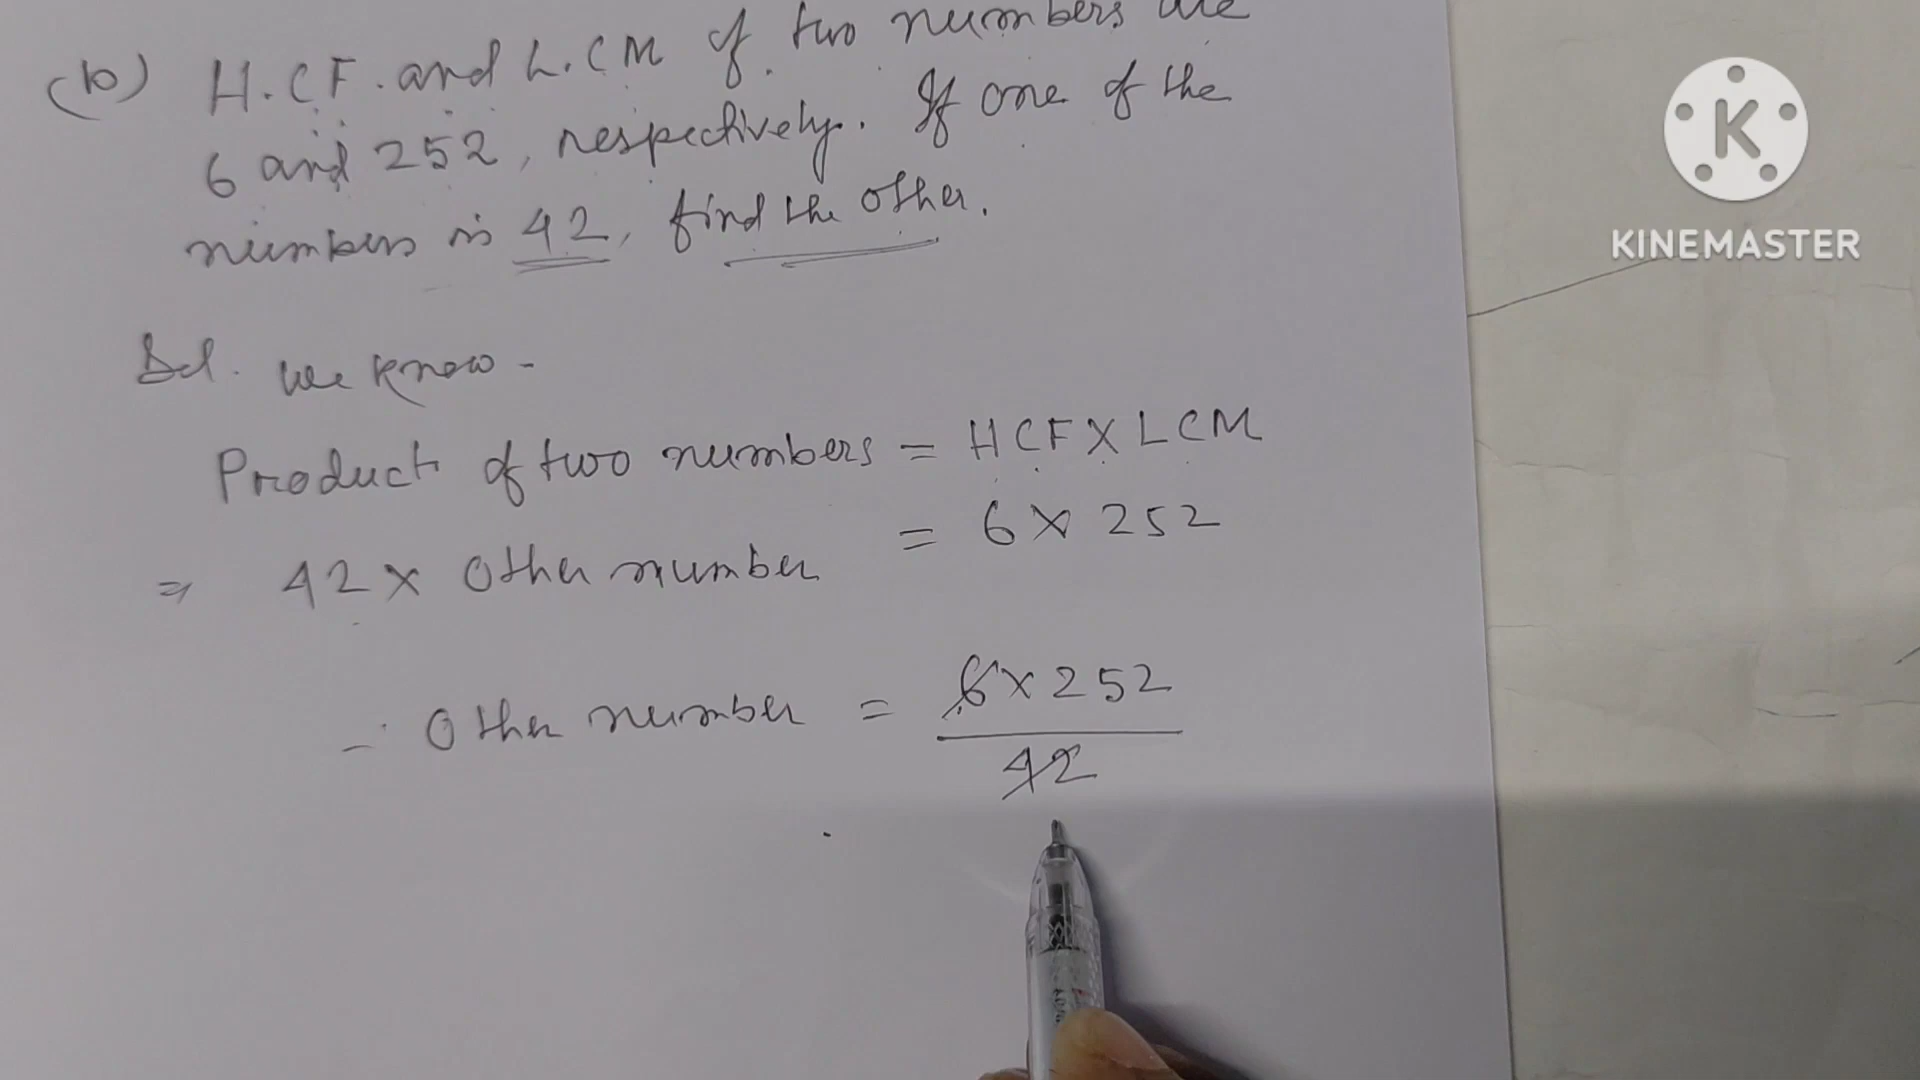 (b) H.C.F. and L.C.M of two numbers are
6 and 252, respectively. If one of the
numbers is 42, find the other.
Sol. We know -
Product of two numbers = HCF X LCM
⇒ 42 x Other number = 6 x 252
Other number = 6 x 252
42
K
KINEMASTER